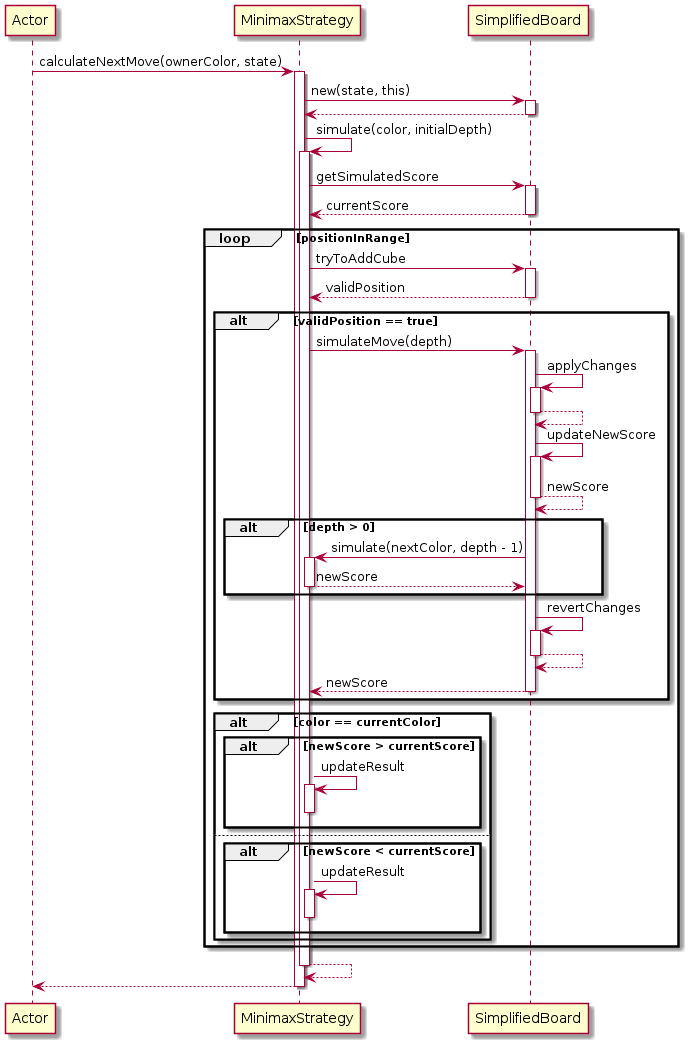 Actor MinimaxStrategy SimplifiedBoard
calculateNextMove(ownerColor, state)
new(state, this)
simulate(color, initialDepth)
getSimulatedScore
currentScore
loop [positionInRange]
tryToAddCube
validPosition
alt [validPosition == true]
simulateMove(depth)
applyChanges
updateNewScore
newScore
alt [depth > 0]
simulate(nextColor, depth - 1)
newScore
revertChanges
newScore
alt [color == currentColor]
alt [newScore > currentScore]
updateResult
alt [newScore < currentScore]
updateResult
Actor MinimaxStrategy SimplifiedBoard